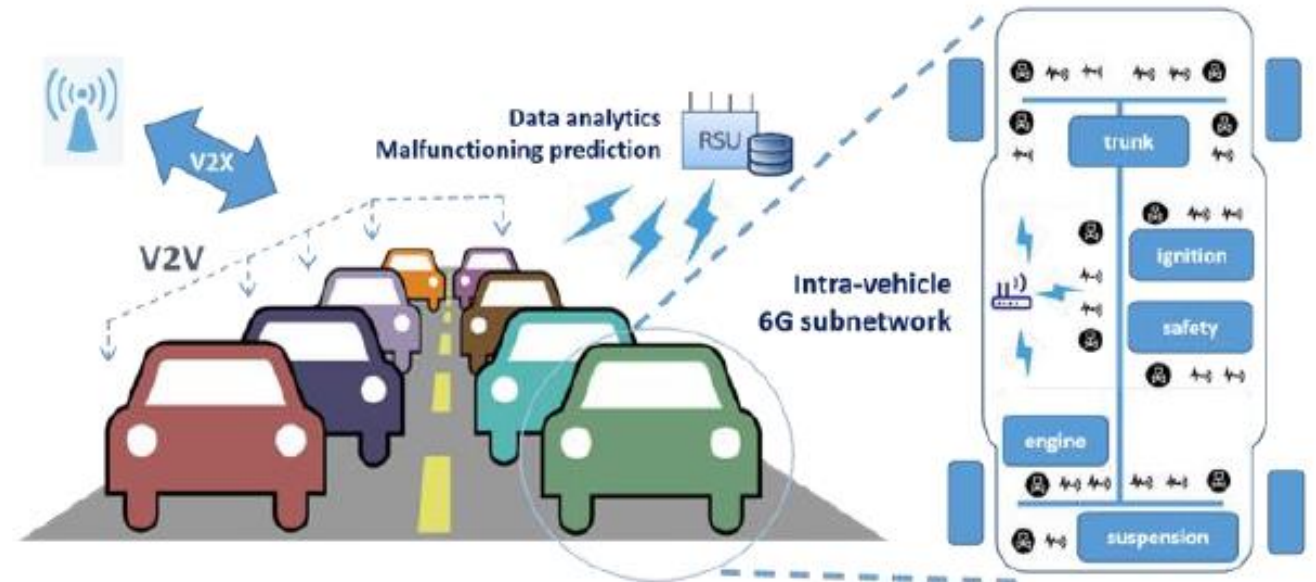 V2X
V2V
Data analytics
Malfunctioning prediction
RSU
Intra-vehicle
6G subnetwork
trunk
ignition
safety
engine
suspension